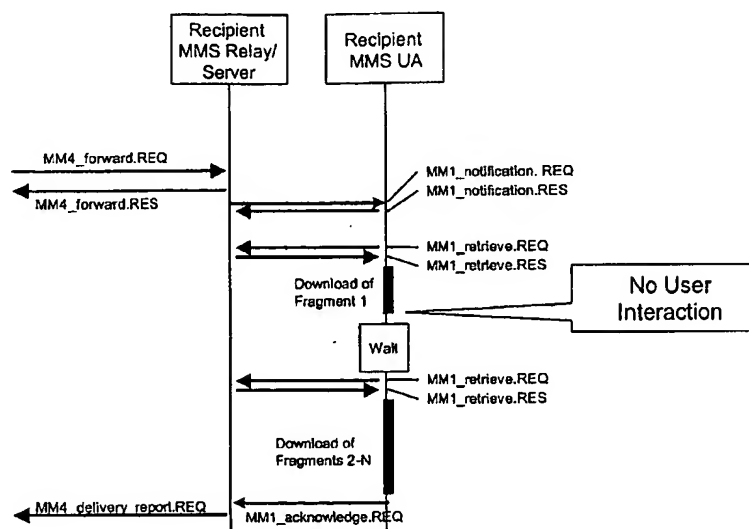 Recipient
MMS Relay/
Server
Recipient
MMS UA
MM4_forward.REQ
MM4_forward.RES
MM1_notification. REQ
MM1_notification.RES
MM1_retrieve.REQ
MM1_retrieve.RES
Download of
Fragment 1
No User
Interaction
Wait
MM1_retrieve.REQ
MM1_retrieve.RES
Download of
Fragments 2-N
MM4_delivery_report.REQ
MM1_acknowledge.REQ